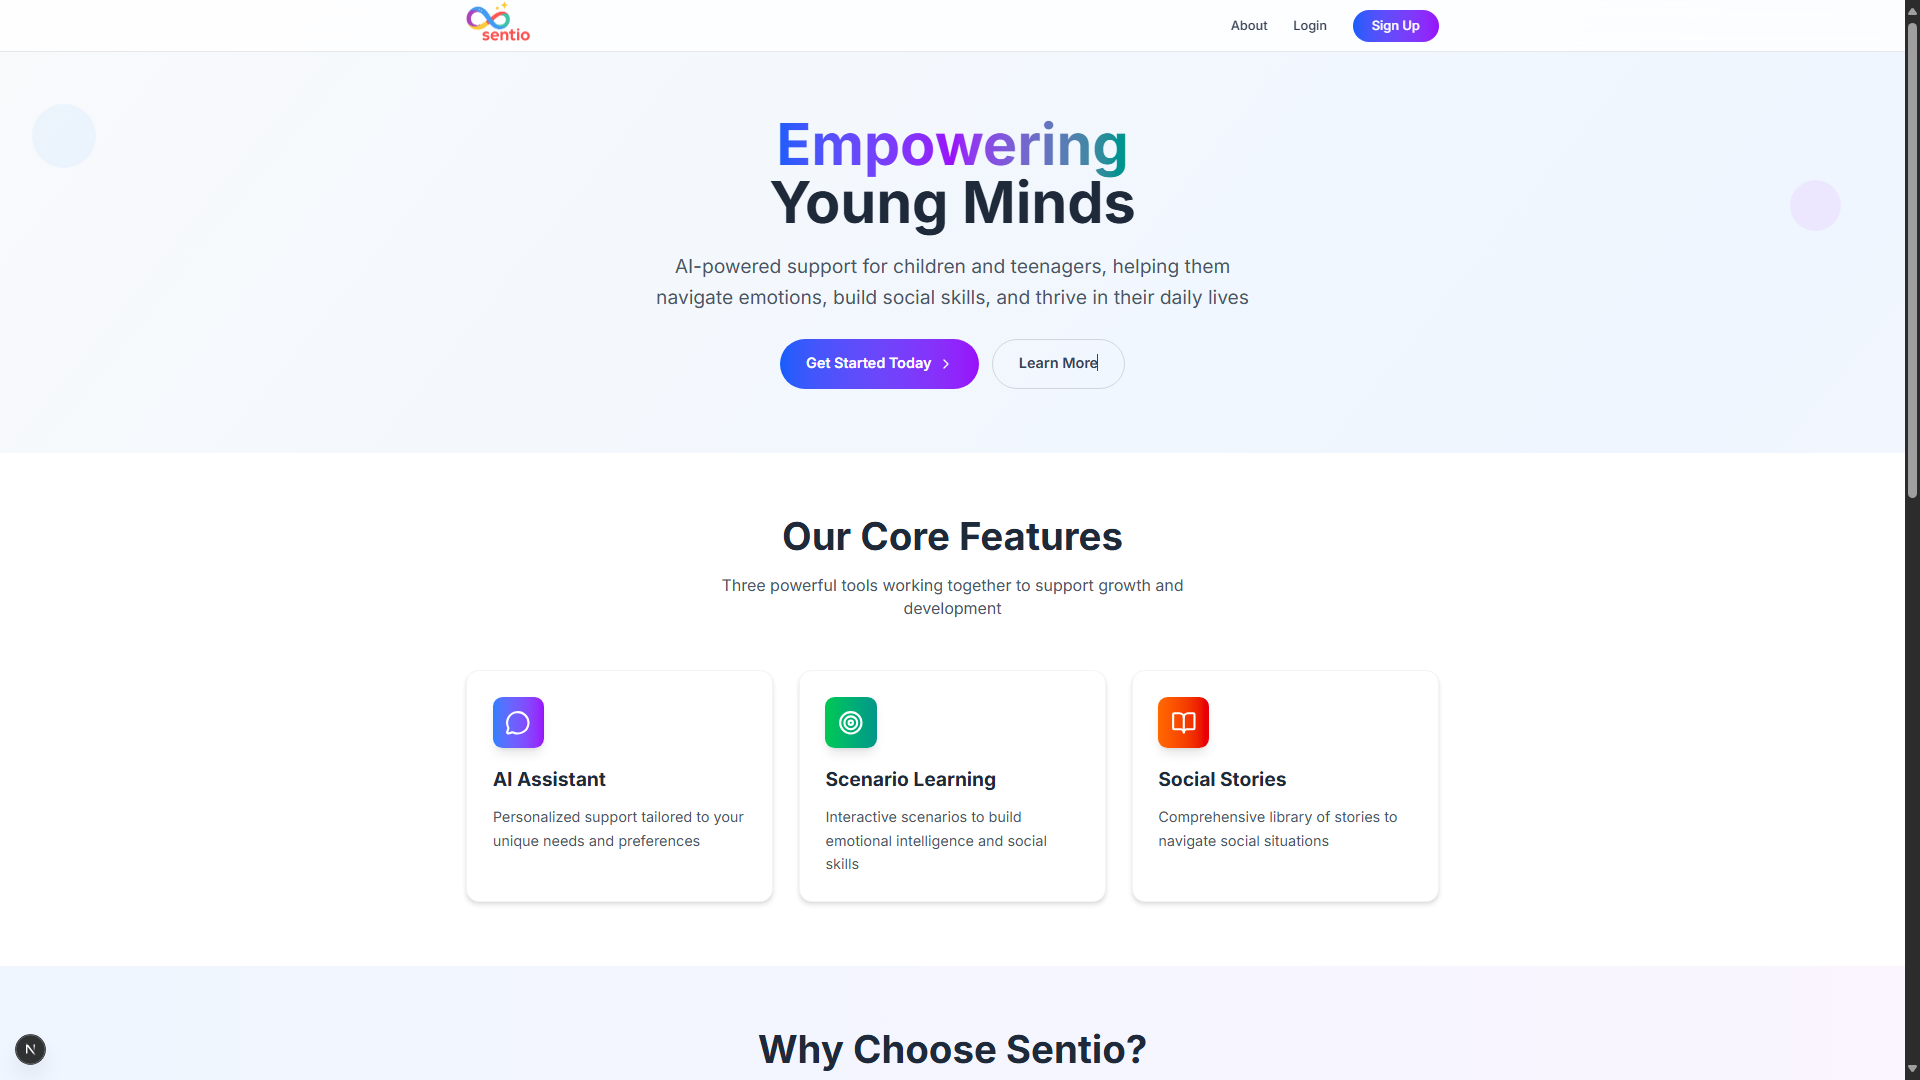 sentio
About
Login
Sign Up
Empowering
Young Minds
AI-powered support for children and teenagers, helping them
navigate emotions, build social skills, and thrive in their daily lives
Get Started Today
Learn More
Our Core Features
Three powerful tools working together to support growth and
development
AI Assistant
Personalized support tailored to your
unique needs and preferences
Scenario Learning
Interactive scenarios to build
emotional intelligence and social
skills
Social Stories
Comprehensive library of stories to
navigate social situations
Why Choose Sentio?
N